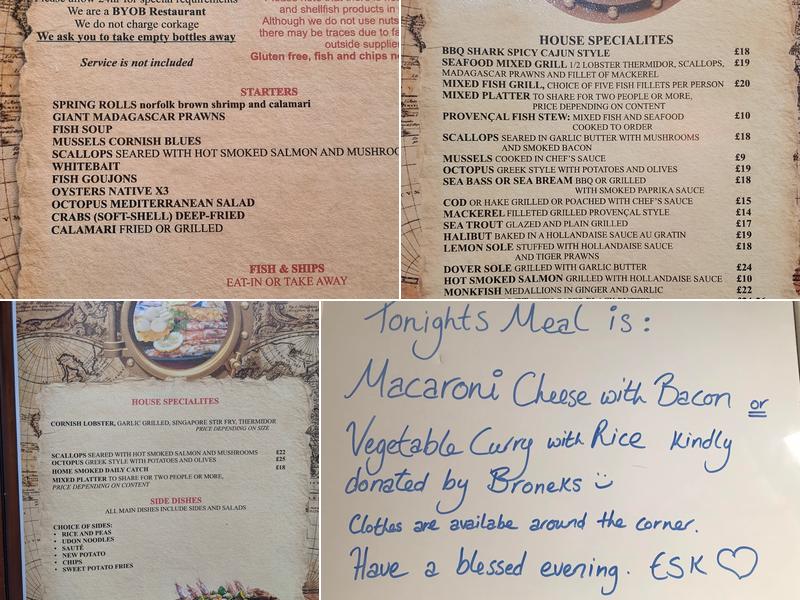 Please allow 24hr for special requirements
We are a BYOB Restaurant
We do not charge corkage
We ask you to take empty bottles away
Service is not included
and shellfish products in
Although we do not use nuts
there may be traces due to
outside supplie
Gluten free, fish and chips
STARTERS
SPRING ROLLS norfolk brown shrimp and calamari
GIANT MADAGASCAR PRAWNS
FISH SOUP
MUSSELS CORNISH BLUES
SCALLOPS SEARED WITH HOT SMOKED SALMON AND MUSHROO
WHITEBAIT
FISH GOUJONS
OYSTERS NATIVE X3
OCTOPUS MEDITERRANEAN SALAD
CRABS (SOFT-SHELL) DEEP-FRIED
CALAMARI FRIED OR GRILLED
FISH & SHIPS
EAT-IN OR TAKE AWAY
HOUSE SPECIALITES
BBQ SHARK SPICY CAJUN STYLE £18
SEAFOOD MIXED GRILL 1/2 LOBSTER THERMIDOR, SCALLOPS, £19
MADAGASCAR PRAWNS AND FILLET OF MACKEREL
MIXED FISH GRILL, CHOICE OF FIVE FISH FILLETS PER PERSON £20
MIXED PLATTER TO SHARE FOR TWO PEOPLE OR MORE,
PRICE DEPENDING ON CONTENT
PROVENÇAL FISH STEW: MIXED FISH AND SEAFOOD £10
COOKED TO ORDER
SCALLOPS SEARED IN GARLIC BUTTER WITH MUSHROOMS £18
AND SMOKED BACON
MUSSELS COOKED IN CHEF'S SAUCE £9
OCTOPUS GREEK STYLE WITH POTATOES AND OLIVES £19
SEA BASS OR SEA BREAM BBQ OR GRILLED £18
WITH SMOKED PAPRIKA SAUCE
COD OR HAKE GRILLED OR POACHED WITH CHEF'S SAUCE £15
MACKEREL FILLETED GRILLED PROVENÇAL STYLE £14
SEA TROUT GLAZED AND PLAIN GRILLED £17
HALIBUT BAKED IN A HOLLANDAISE SAUCE AU GRATIN £19
LEMON SOLE STUFFED WITH HOLLANDAISE SAUCE £18
AND TIGER PRAWNS
DOVER SOLE GRILLED WITH GARLIC BUTTER £24
HOT SMOKED SALMON GRILLED WITH HOLLANDAISE SAUCE £10
MONKFISH MEDALLIONS IN GINGER AND GARLIC £22
HOUSE SPECIALITES
CORNISH LOBSTER, GARLIC GRILLED, SINGAPORE STIR FRY, THERMIDOR
PRICE DEPENDING ON SIZE
SCALLOPS SEARED WITH HOT SMOKED SALMON AND MUSHROOMS £22
OCTOPUS GREEK STYLE WITH POTATOES AND OLIVES £25
HOME SMOKED DAILY CATCH £18
MIXED PLATTER TO SHARE FOR TWO PEOPLE OR MORE,
PRICE DEPENDING ON CONTENT
SIDE DISHES
ALL MAIN DISHES INCLUDE SIDES AND SALADS
CHOICE OF SIDES:
• RICE AND PEAS
• UDON NOODLES
• SAUTÉ
• NEW POTATO
• CHIPS
• SWEET POTATO FRIES
Tonights Meal is:
Macaroni Cheese with Bacon or
Vegetable Curry with Rice kindly
donated by Broneks
Clothes are availabe around the corner.
Have a blessed evening. ESK ♡